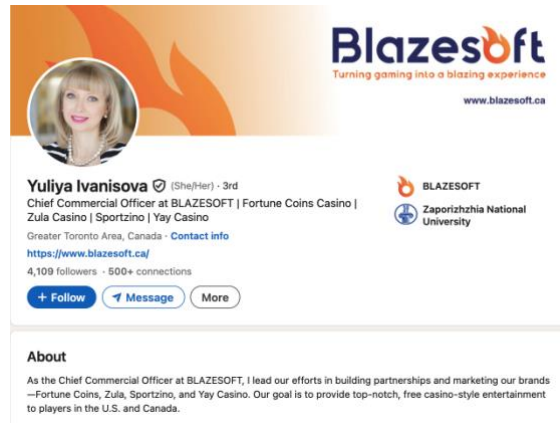 Blazesoft
Turning gaming into a blazing experience
www.blazesoft.ca
Yuliya Ivanisova (She/Her) · 3rd
Chief Commercial Officer at BLAZESOFT | Fortune Coins Casino |
Zula Casino | Sportzino | Yay Casino
Greater Toronto Area, Canada · Contact info
https://www.blazesoft.ca/
4,109 followers · 500+ connections
+ Follow Message More
BLAZESOFT
Zaporizhzhia National
University
About
As the Chief Commercial Officer at BLAZESOFT, I lead our efforts in building partnerships and marketing our brands
—Fortune Coins, Zula, Sportzino, and Yay Casino. Our goal is to provide top-notch, free casino-style entertainment
to players in the U.S. and Canada.